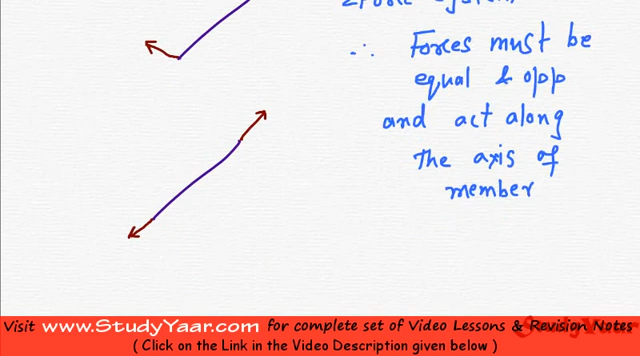 ∴ Forces must be
equal & opp
and act along
The axis of
member
StudyYaar
Visit www.StudyYaar.com for complete set of Video Lessons & Revision Notes
( Click on the Link in the Video Description given below )